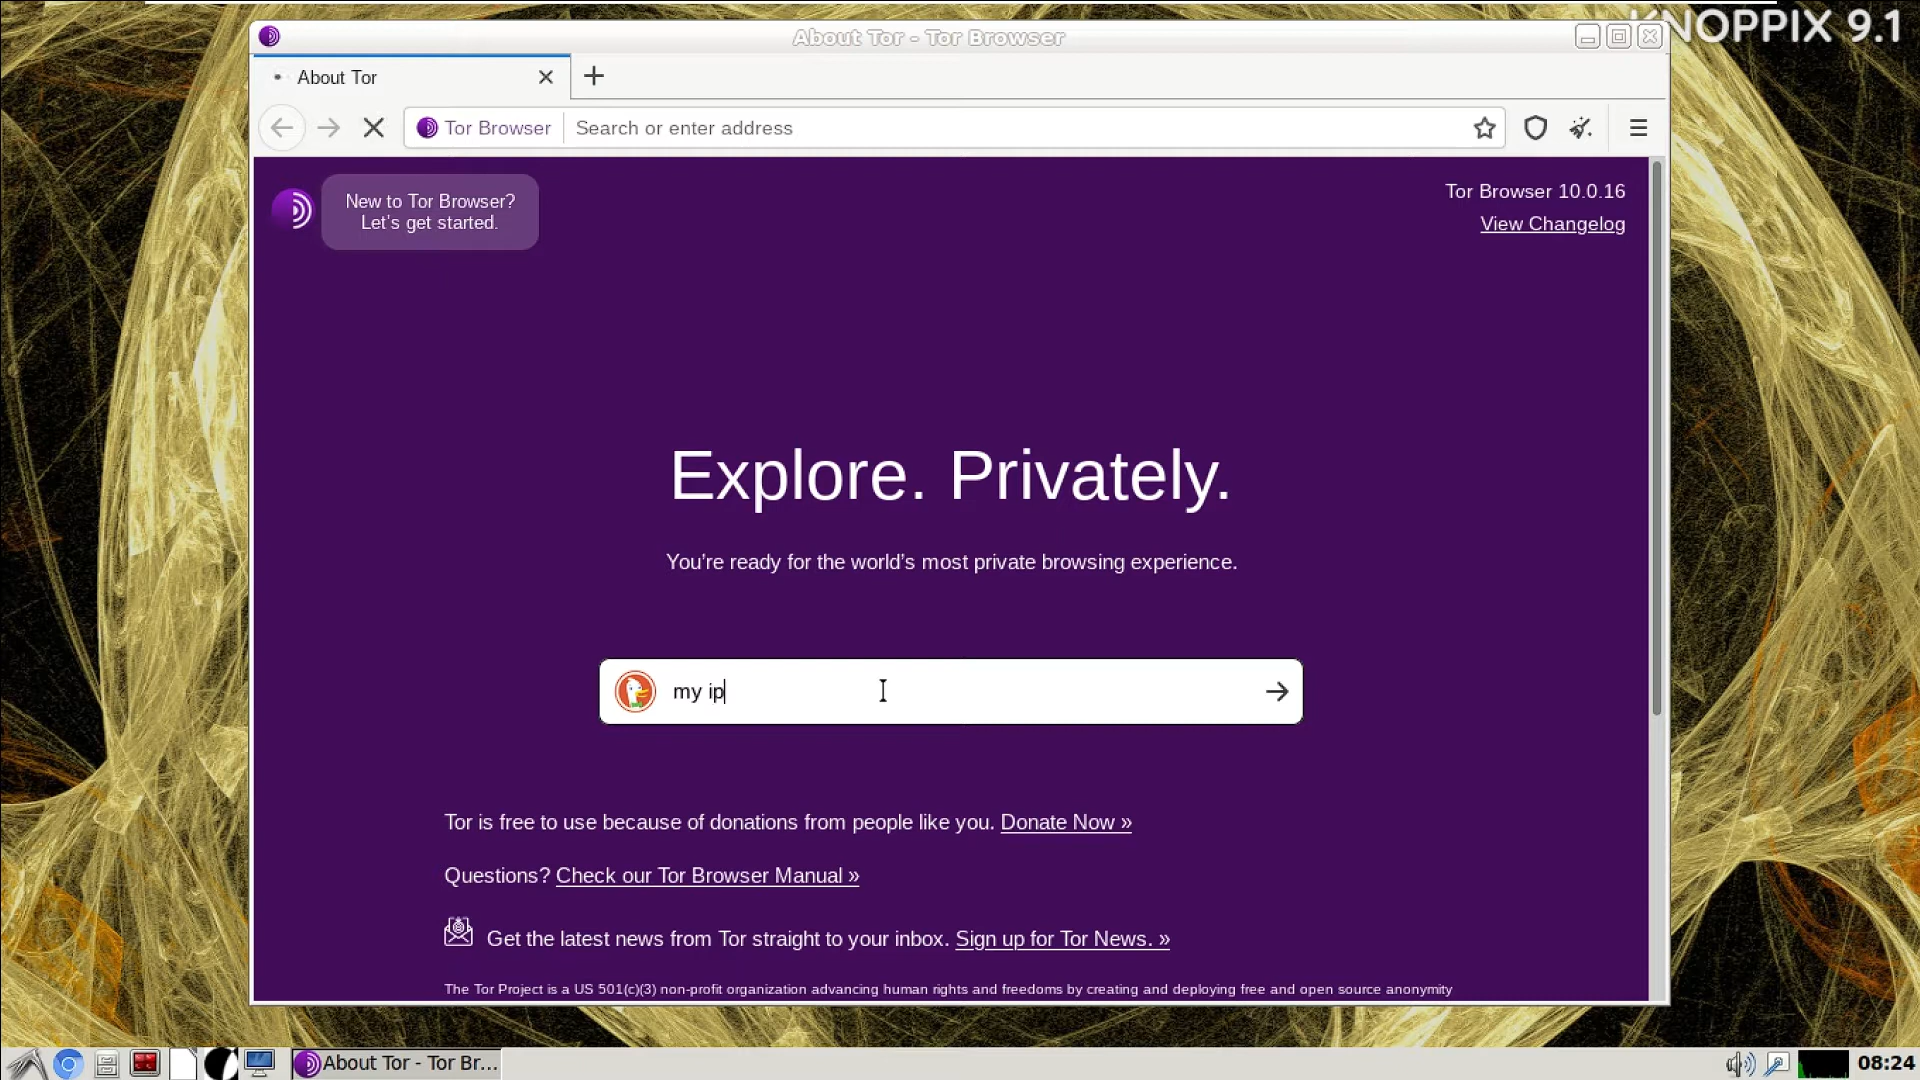 KNOPPIX 9.1
About Tor - Tor Browser
About Tor
Tor Browser
Search or enter address
New to Tor Browser?
Let's get started.
Tor Browser 10.0.16
View Changelog
Explore. Privately.
You're ready for the world's most private browsing experience.
my ip
Tor is free to use because of donations from people like you. Donate Now »
Questions? Check our Tor Browser Manual »
Get the latest news from Tor straight to your inbox. Sign up for Tor News. »
The Tor Project is a US 501(c)(3) non-profit organization advancing human rights and freedoms by creating and deploying free and open source anonymity
About Tor - Tor Br...
08:24